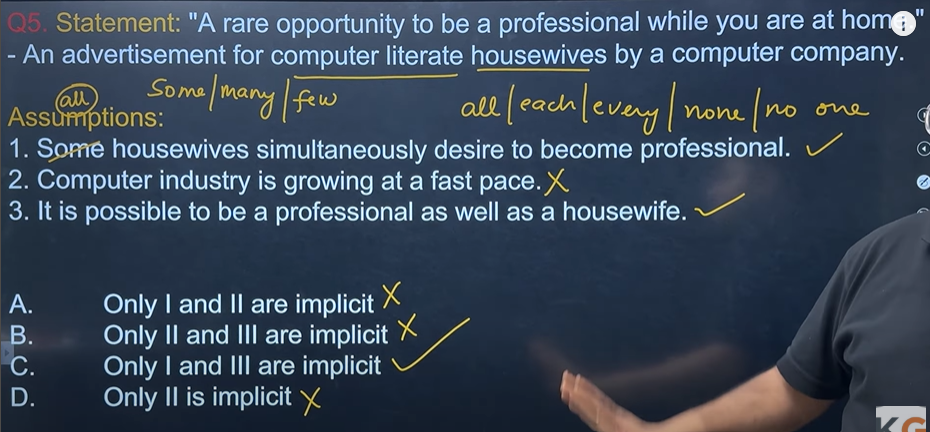 Q5. Statement: "A rare opportunity to be a professional while you are at home."
- An advertisement for computer literate housewives by a computer company.
all Some/many/few all/each/every/none/no one
Assumptions:
1. Some housewives simultaneously desire to become professional.
2. Computer industry is growing at a fast pace. X
3. It is possible to be a professional as well as a housewife.
A. Only I and II are implicit X
B. Only II and III are implicit X
C. Only I and III are implicit
D. Only II is implicit X
KG